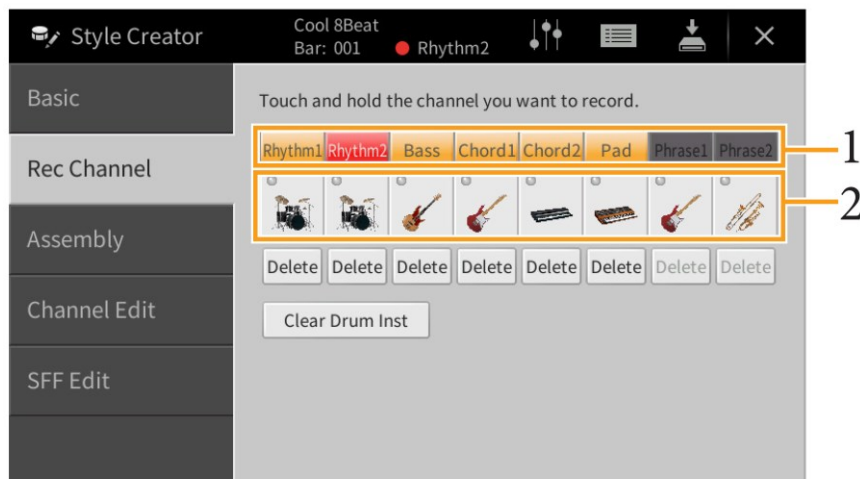 Style Creator
Cool 8Beat
Bar: 001 Rhythm2
Basic
Rec Channel
Assembly
Channel Edit
SFF Edit
Touch and hold the channel you want to record.
Rhythm1 Rhythm2 Bass Chord1 Chord2 Pad Phrase1 Phrase2 1
2
Delete Delete Delete Delete Delete Delete Delete Delete
Clear Drum Inst